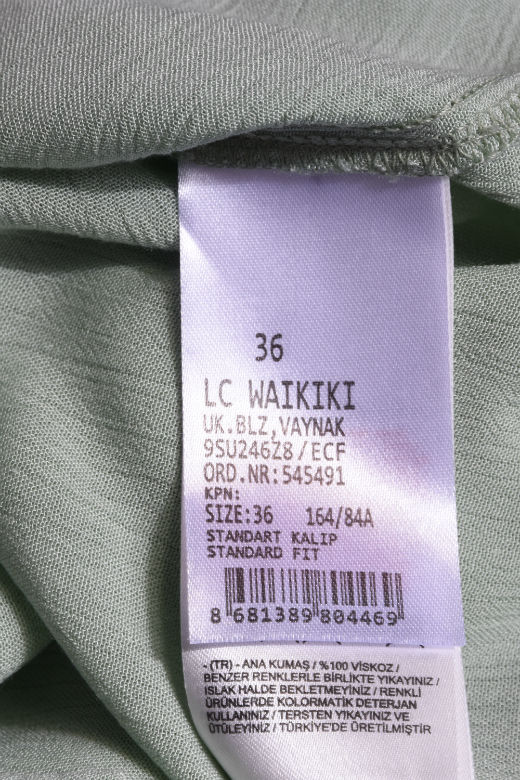 36
LC WAIKIKI
UK.BLZ,VAYNAK
9SU246Z8/ECF
ORD.NR:545491
KPN:
SIZE:36 164/84A
STANDART KALIP
STANDARD FIT
8 681389 804469
- (TR) - ANA KUMAŞ / %100 VİSKOZ /
BENZER RENKLERLE BİRLİKTE YIKAYINIZ /
ISLAK HALDE BEKLETMEYİNİZ / RENKLİ
ÜRÜNLERDE KOLORMATİK DETERJAN
KULLANINIZ / TERSTEN YIKAYINIZ VE
ÜTÜLEYİNİZ / TÜRKİYE'DE ÜRETİLMİŞTİR